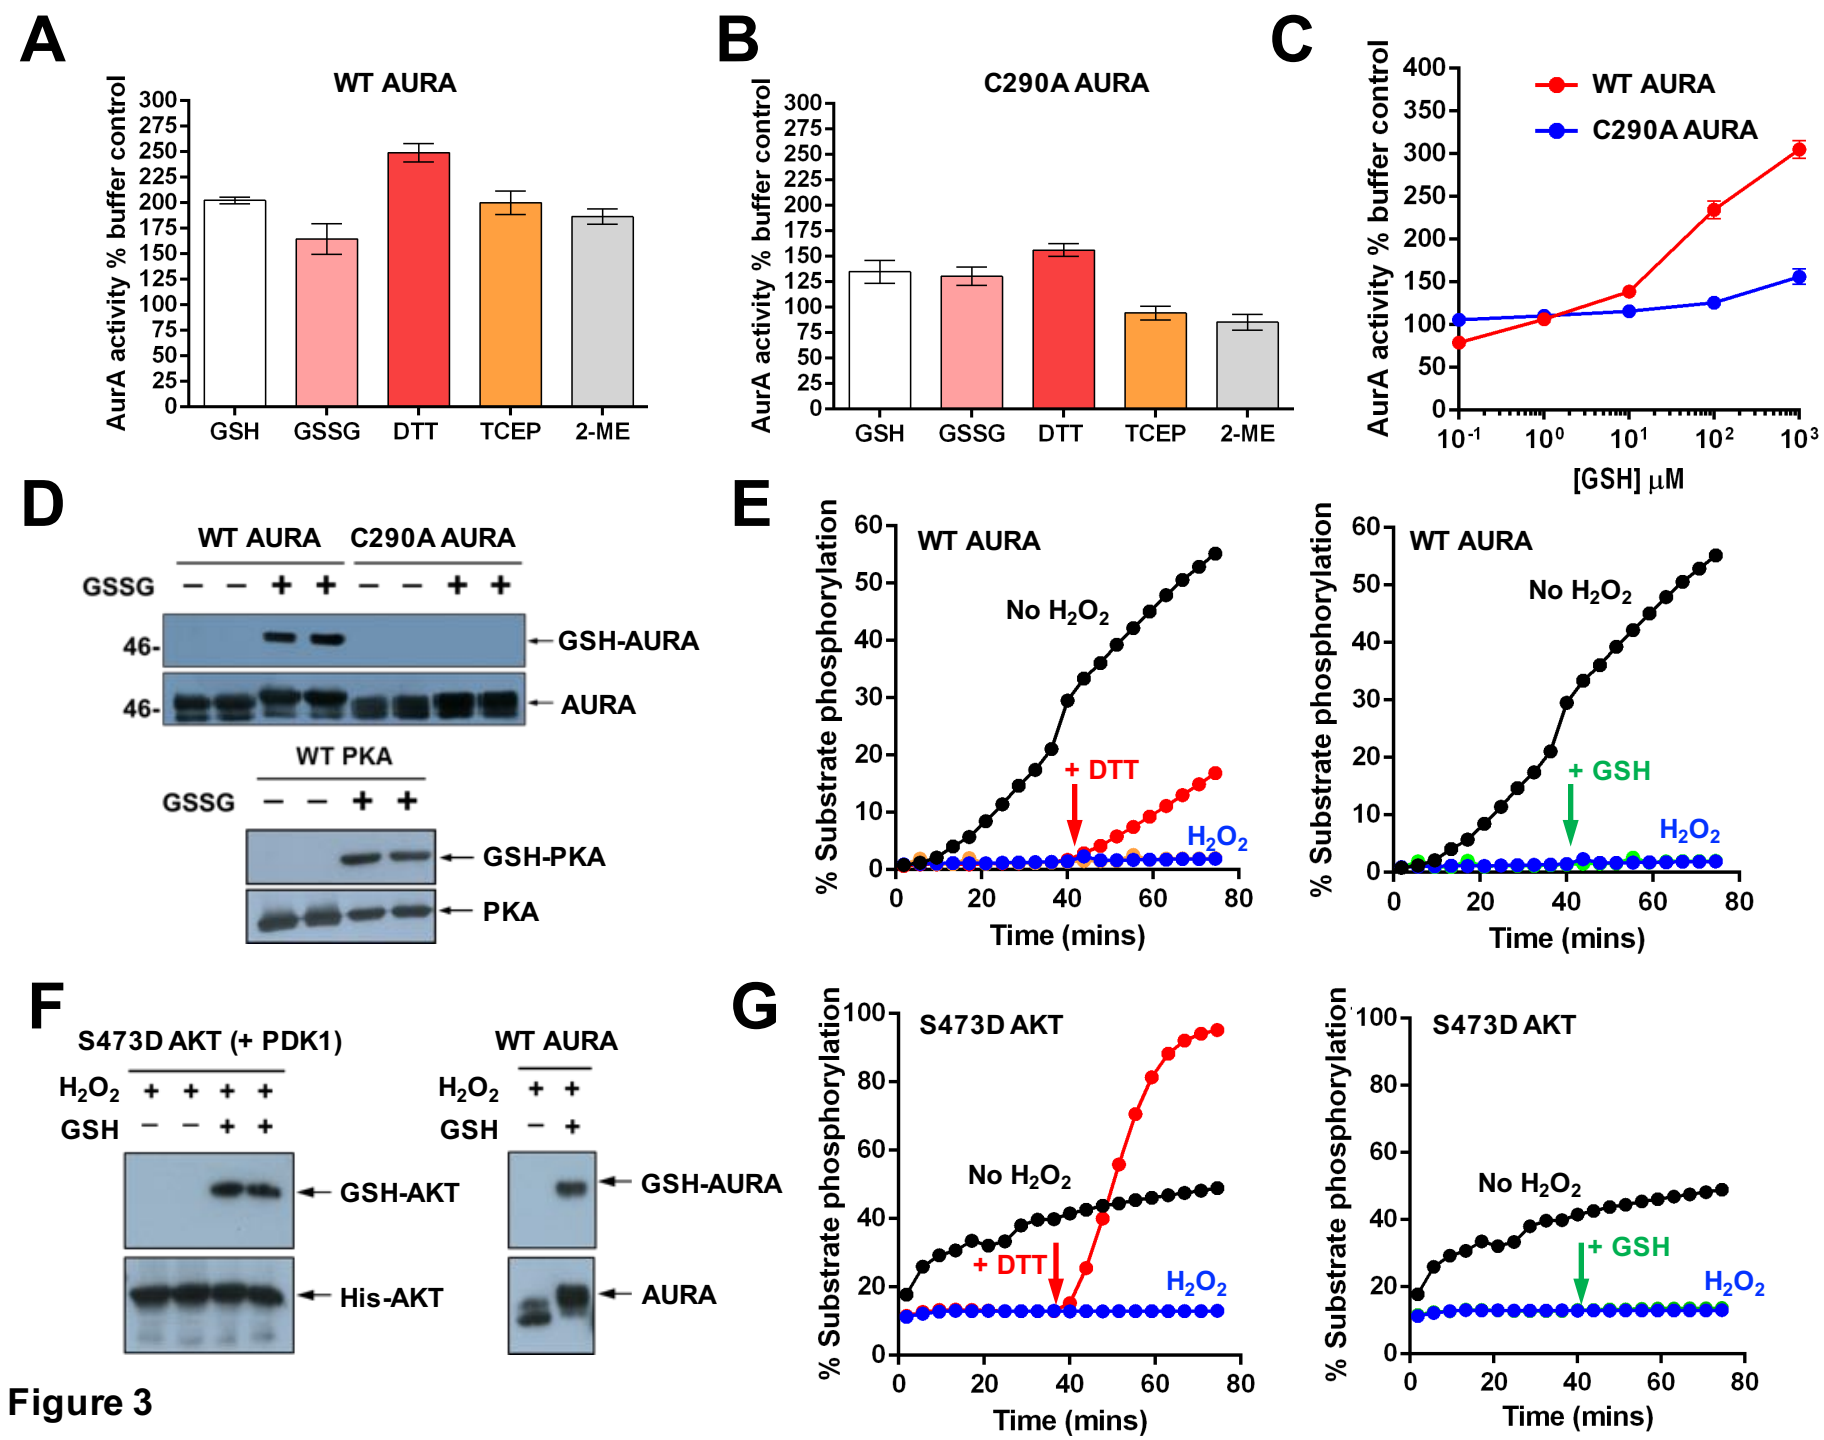 A
WT AURA
AurA activity % buffer control
300
275
250
225
200
175
150
125
100
75
50
25
0
GSH GSSG DTT TCEP 2-ME
B
C290A AURA
AurA activity % buffer control
300
275
250
225
200
175
150
125
100
75
50
25
0
GSH GSSG DTT TCEP 2-ME
C
WT AURA
C290A AURA
AurA activity % buffer control
400
350
300
250
200
150
100
50
0
10-1 10⁰ 10¹ 10² 10³
[GSH] µM
D
WT AURA C290A AURA
GSSG − − + + − − + +
46- GSH-AURA
46- AURA
WT PKA
GSSG − − + +
GSH-PKA
PKA
E
WT AURA
% Substrate phosphorylation
60
50
40
30
20
10
0
No H₂O₂
+ DTT
H₂O₂
0 20 40 60 80
Time (mins)
WT AURA
% Substrate phosphorylation
60
50
40
30
20
10
0
No H₂O₂
+ GSH
H₂O₂
0 20 40 60 80
Time (mins)
F
S473D AKT (+ PDK1)
H₂O₂ + + + +
GSH − − + +
GSH-AKT
His-AKT
WT AURA
H₂O₂ + +
GSH − +
GSH-AURA
AURA
G
S473D AKT
% Substrate phosphorylation
100
80
60
40
20
0
No H₂O₂
+ DTT
H₂O₂
0 20 40 60 80
Time (mins)
S473D AKT
% Substrate phosphorylation
100
80
60
40
20
0
No H₂O₂
+ GSH
H₂O₂
0 20 40 60 80
Time (mins)
Figure 3